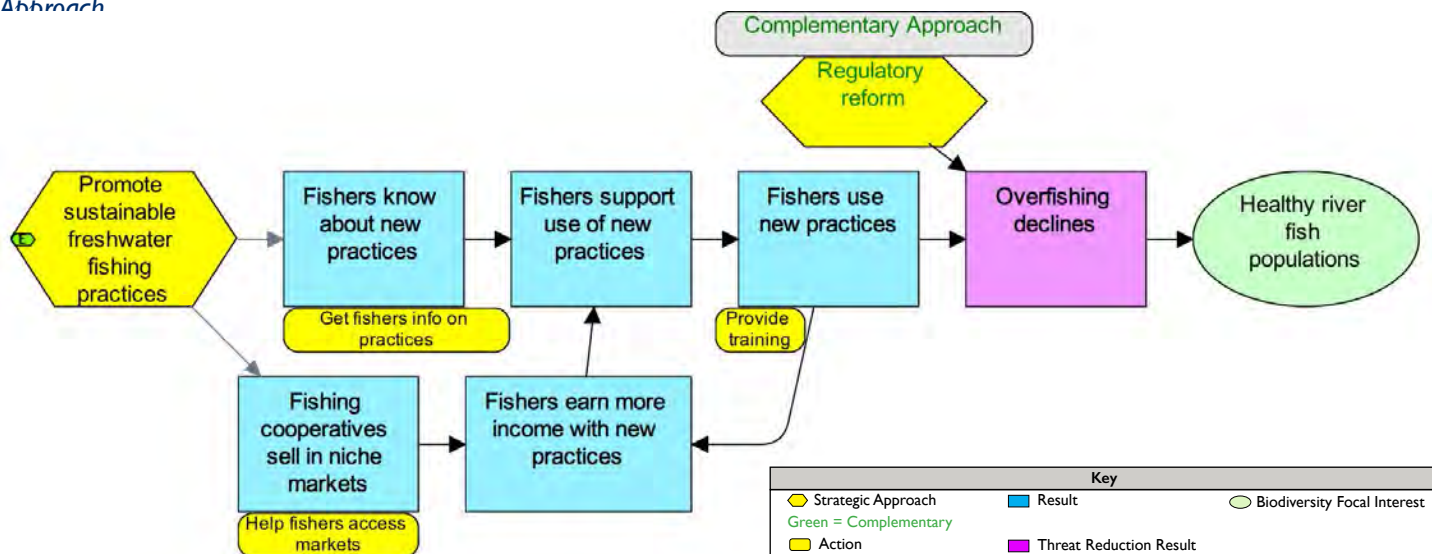 Approach
Complementary Approach
Regulatory
reform
Promote
sustainable
freshwater
fishing
practices
E
Fishers know
about new
practices
Get fishers info on
practices
Fishers support
use of new
practices
Fishers use
new practices
Provide
training
Overfishing
declines
Healthy river
fish
populations
Fishing
cooperatives
sell in niche
markets
Help fishers access
markets
Fishers earn more
income with new
practices
Key
Strategic Approach
Green = Complementary
Action
Result
Threat Reduction Result
Biodiversity Focal Interest